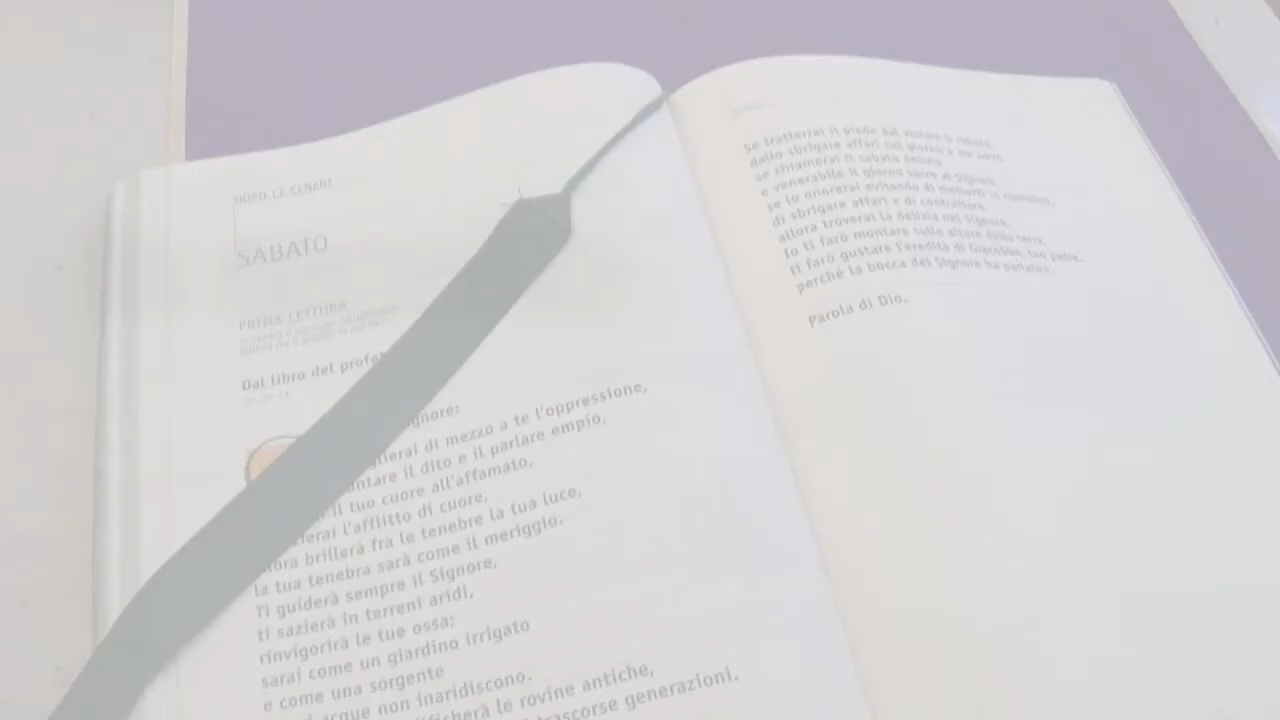 DOPO LE CENERI
SABATO
PRIMA LETTURA
Dal libro del
gnore:
di mezzo a te l'oppressione,
il dito e il parlare empio,
il tuo cuore all'affamato,
l'afflitto di cuore,
brillerà fra le tenebre la tua luce,
la tua tenebra sarà come il meriggio.
Ti guiderà sempre il Signore,
ti sazierà in terreni aridi,
rinvigorirà le tue ossa;
sarai come un giardino irrigato
e come una sorgente
acque non inaridiscono.
le rovine antiche,
trascorse generazioni.
Se tratterrai il piede dal violare il sabato,
dallo sbrigare affari nel giorno a me sacro,
se chiamerai il sabato delizia
e venerabile il giorno sacro al Signore,
se lo onorerai evitando di metterti in cammino,
di sbrigare affari e di contrattare,
allora troverai la delizia nel Signore.
Io ti farò montare sulle alture della terra,
ti farò gustare l'eredità di Giacobbe, tuo padre,
perché la bocca del Signore ha parlato».
Parola di Dio.